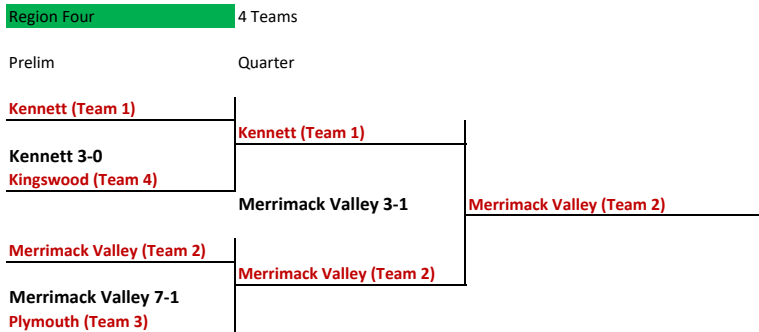 Region Four
4 Teams
Prelim
Quarter
Kennett (Team 1)
Kennett (Team 1)
Kennett 3-0
Kingswood (Team 4)
Merrimack Valley 3-1
Merrimack Valley (Team 2)
Merrimack Valley (Team 2)
Merrimack Valley (Team 2)
Merrimack Valley 7-1
Plymouth (Team 3)